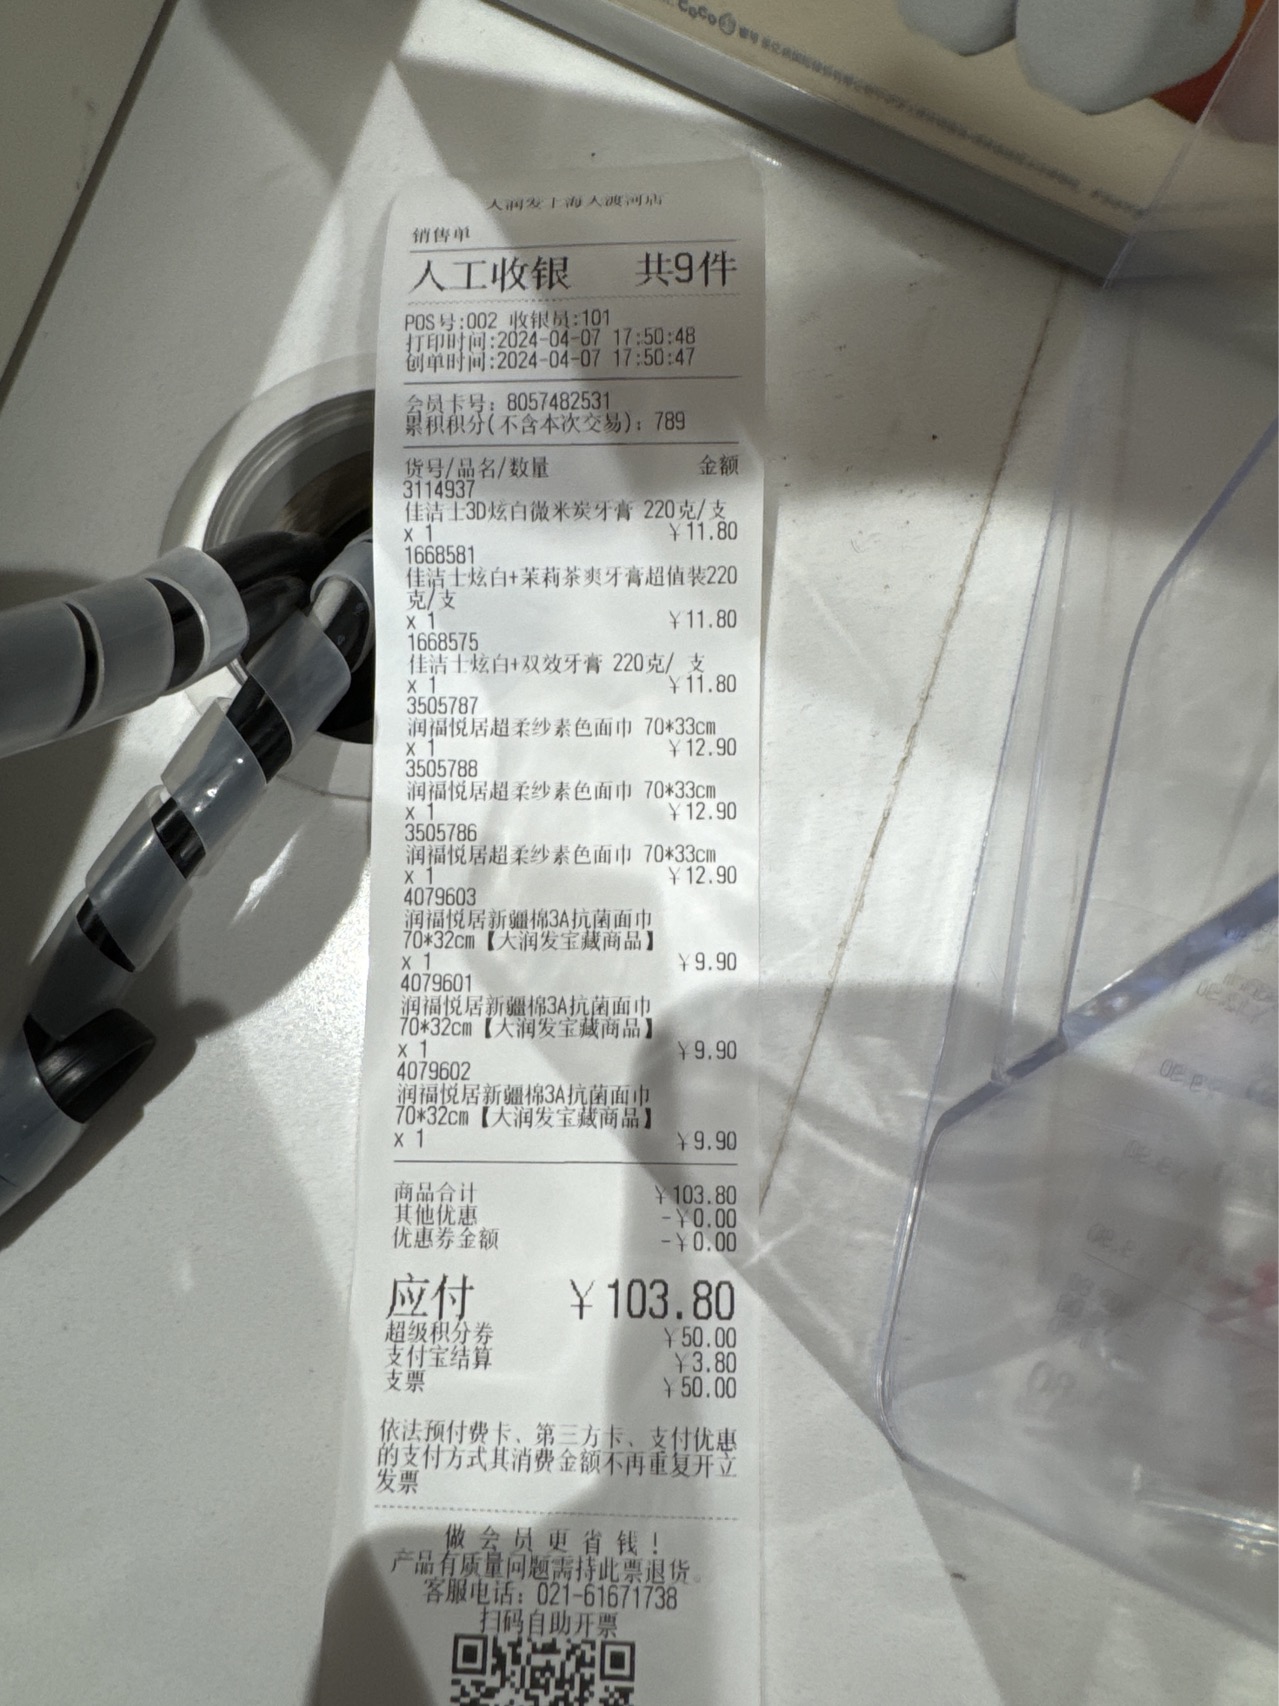 coco
大润发上海大渡河店
销售单
人工收银 共9件
POS号:002 收银员:101
打印时间:2024-04-07 17:50:48
创单时间:2024-04-07 17:50:47
会员卡号：8057482531
累积积分(不含本次交易)：789
货号/品名/数量 金额
3114937
佳洁士3D炫白微米炭牙膏 220克/支
x 1 ￥11.80
1668581
佳洁士炫白+茉莉茶爽牙膏超值装220
克/支
x 1 ￥11.80
1668575
佳洁士炫白+双效牙膏 220克/ 支
x 1 ￥11.80
3505787
润福悦居超柔纱素色面巾 70*33cm
x 1 ￥12.90
3505788
润福悦居超柔纱素色面巾 70*33cm
x 1 ￥12.90
3505786
润福悦居超柔纱素色面巾 70*33cm
x 1 ￥12.90
4079603
润福悦居新疆棉3A抗菌面巾
70*32cm【大润发宝藏商品】
x 1 ￥9.90
4079601
润福悦居新疆棉3A抗菌面巾
70*32cm【大润发宝藏商品】
x 1 ￥9.90
4079602
润福悦居新疆棉3A抗菌面巾
70*32cm【大润发宝藏商品】
x 1 ￥9.90
商品合计 ￥103.80
其他优惠 -￥0.00
优惠券金额 -￥0.00
应付 ￥103.80
超级积分券 ￥50.00
支付宝结算 ￥3.80
支票 ￥50.00
依法预付费卡、第三方卡、支付优惠
的支付方式其消费金额不再重复开立
发票
做会员更省钱！
产品有质量问题需持此票退货。
客服电话：021-61671738
扫码自助开票